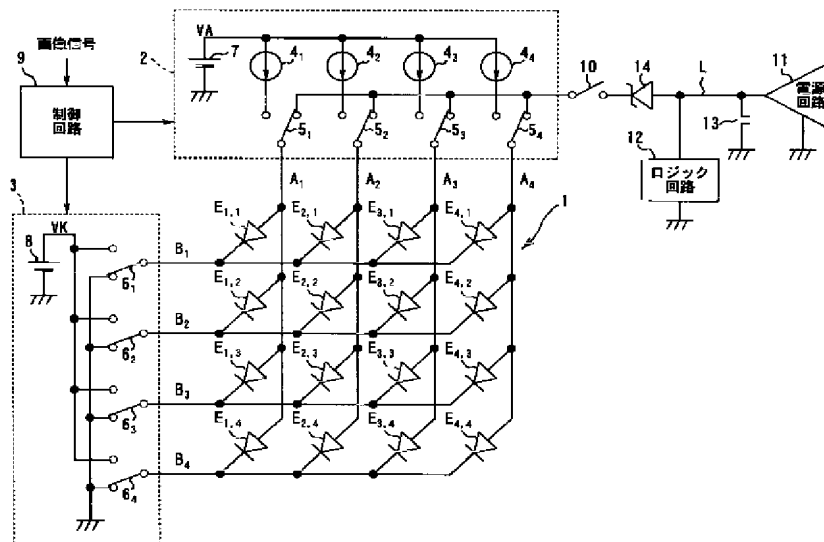 画像信号
9
制御
回路
2
VA
7
4₁
4₂
4₃
4₄
5₁
5₂
5₃
5₄
10
14
L
11
電源
回路
13
12
ロジック
回路
A₁
A₂
A₃
A₄
1
3
VK
8
6₁
6₂
6₃
6₄
B₁
B₂
B₃
B₄
E₁,₁
E₂,₁
E₃,₁
E₄,₁
E₁,₂
E₂,₂
E₃,₂
E₄,₂
E₁,₃
E₂,₃
E₃,₃
E₄,₃
E₁,₄
E₂,₄
E₃,₄
E₄,₄